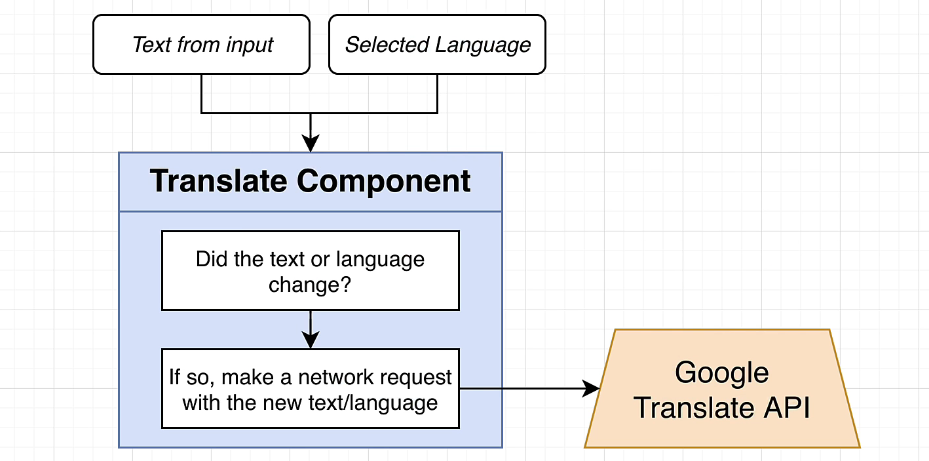 Text from input
Selected Language
Translate Component
Did the text or language
change?
If so, make a network request
with the new text/language
Google
Translate API